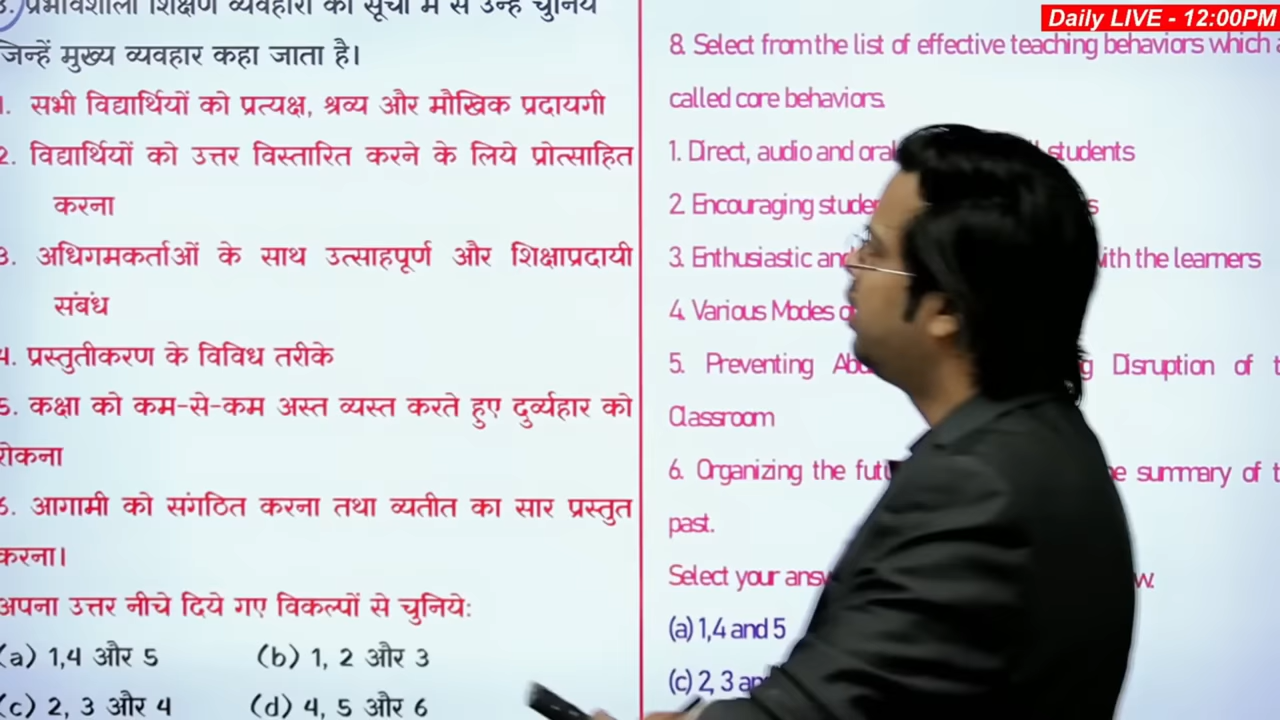 Daily LIVE - 12:00PM
प्रभावशाली शिक्षण व्यवहारों की सूची में से उन्हें चुनिये
जिन्हें मुख्य व्यवहार कहा जाता है।
1. सभी विद्यार्थियों को प्रत्यक्ष, श्रव्य और मौखिक प्रदायगी
2. विद्यार्थियों को उत्तर विस्तारित करने के लिये प्रोत्साहित
करना
3. अधिगमकर्ताओं के साथ उत्साहपूर्ण और शिक्षाप्रदायी
संबंध
4. प्रस्तुतीकरण के विविध तरीके
5. कक्षा को कम-से-कम अस्त व्यस्त करते हुए दुर्व्यहार को
रोकना
6. आगामी को संगठित करना तथा व्यतीत का सार प्रस्तुत
करना।
अपना उत्तर नीचे दिये गए विकल्पों से चुनिये:
(a) 1,4 और 5 (b) 1, 2 और 3
(c) 2, 3 और 4 (d) 4, 5 और 6
8. Select from the list of effective teaching behaviors which
called core behaviors.
1. Direct, audio and students
2. Encouraging
3. Enthusiastic with the learners
4. Various Modes
5. Preventing Disruption of
Classroom
6. Organizing the summary of
past.
Select your
(a) 1,4 and 5
(c) 2, 3